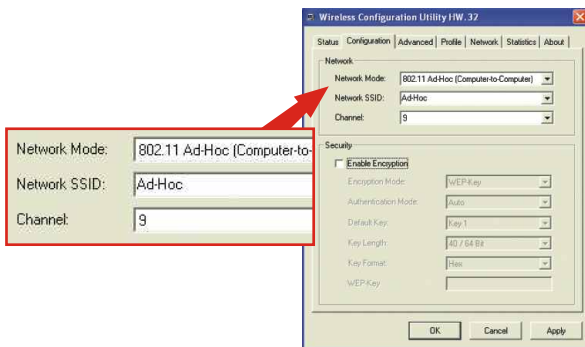 Wireless Configuration Utility HW.32
Status Configuration Advanced Profile Network Statistics About
Network
Network Mode: 802.11 Ad-Hoc (Computer-to-Computer)
Network SSID: Ad-Hoc
Channel: 9
Security
Enable Encryption
Encryption Mode: WEP-Key
Authentication Mode: Auto
Default Key: Key 1
Key Length: 40 / 64 Bit
Key Format: Hex
WEP-Key
OK Cancel Apply
Network Mode: 802.11 Ad-Hoc (Computer-to-
Network SSID: Ad-Hoc
Channel: 9